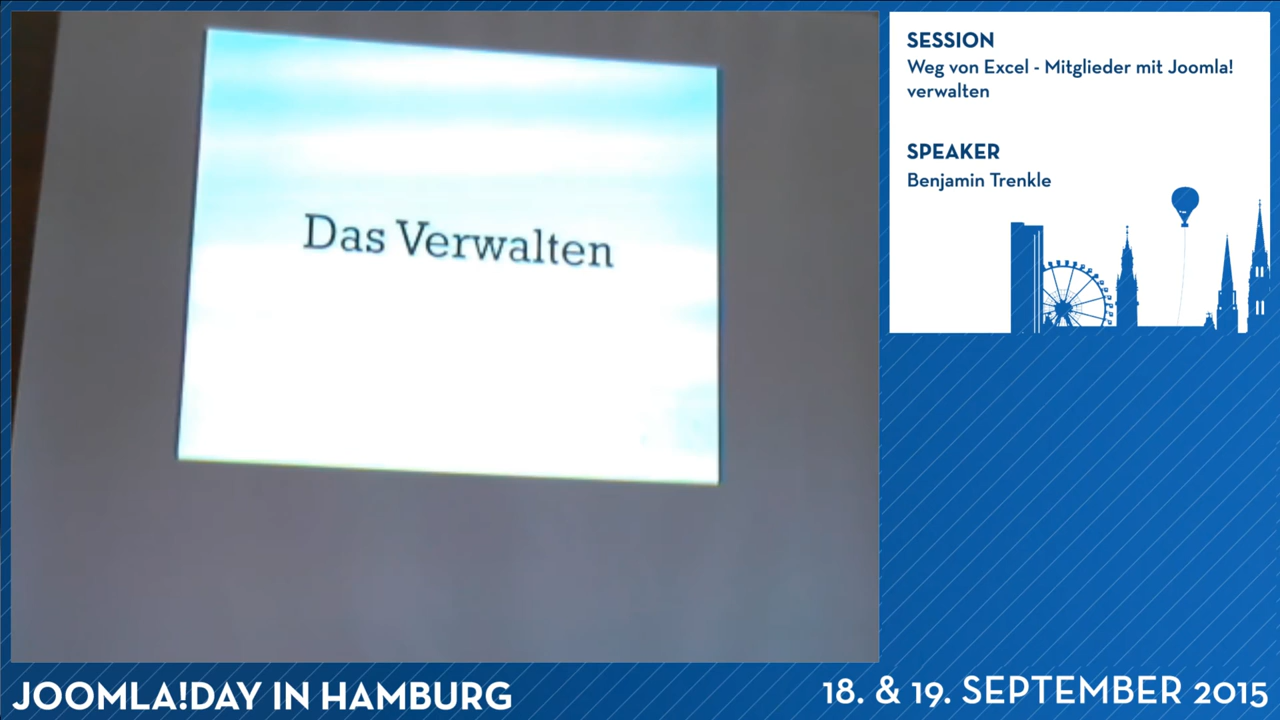 Das Verwalten
SESSION
Weg von Excel - Mitglieder mit Joomla!
verwalten
SPEAKER
Benjamin Trenkle
JOOMLA!DAY IN HAMBURG
18. & 19. SEPTEMBER 2015